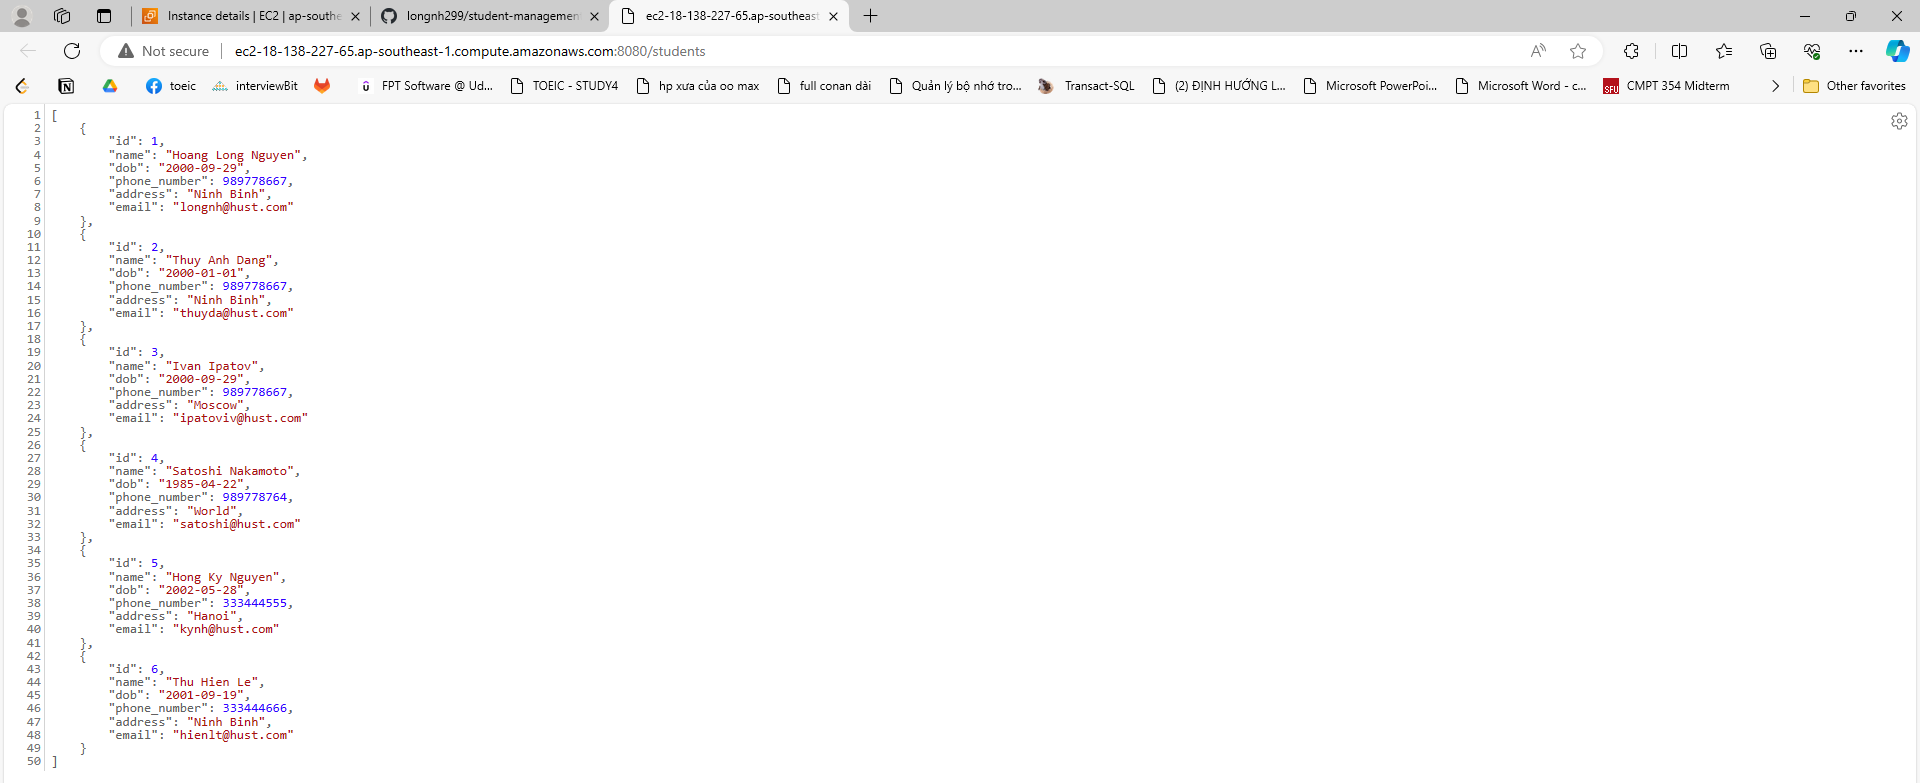 Instance details | EC2 | ap-southe
longnh299/student-management
ec2-18-138-227-65.ap-southeast
Not secure
ec2-18-138-227-65.ap-southeast-1.compute.amazonaws.com:8080/students
toeic
interviewBit
FPT Software @ Ud...
TOEIC - STUDY4
hp xưa của oo max
full conan dài
Quản lý bộ nhớ tro...
Transact-SQL
(2) ĐỊNH HƯỚNG L...
Microsoft PowerPoi...
Microsoft Word - c...
SFU
CMPT 354 Midterm
Other favorites
1 [
2 {
3 "id": 1,
4 "name": "Hoang Long Nguyen",
5 "dob": "2000-09-29",
6 "phone_number": 989778667,
7 "address": "Ninh Binh",
8 "email": "longnh@hust.com"
9 },
10 {
11 "id": 2,
12 "name": "Thuy Anh Dang",
13 "dob": "2000-01-01",
14 "phone_number": 989778667,
15 "address": "Ninh Binh",
16 "email": "thuyda@hust.com"
17 },
18 {
19 "id": 3,
20 "name": "Ivan Ipatov",
21 "dob": "2000-09-29",
22 "phone_number": 989778667,
23 "address": "Moscow",
24 "email": "ipatoviv@hust.com"
25 },
26 {
27 "id": 4,
28 "name": "Satoshi Nakamoto",
29 "dob": "1985-04-22",
30 "phone_number": 989778764,
31 "address": "World",
32 "email": "satoshi@hust.com"
33 },
34 {
35 "id": 5,
36 "name": "Hong Ky Nguyen",
37 "dob": "2002-05-28",
38 "phone_number": 333444555,
39 "address": "Hanoi",
40 "email": "kynh@hust.com"
41 },
42 {
43 "id": 6,
44 "name": "Thu Hien Le",
45 "dob": "2001-09-19",
46 "phone_number": 333444666,
47 "address": "Ninh Binh",
48 "email": "hienlt@hust.com"
49 }
50 ]